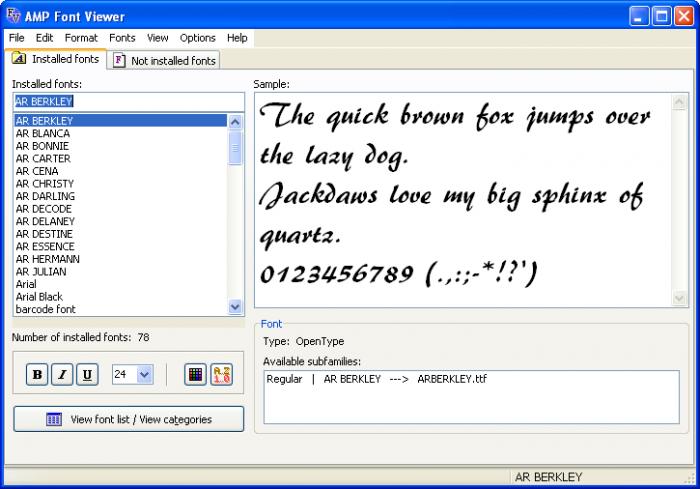 AMP Font Viewer
File Edit Format Fonts View Options Help
Installed fonts Not installed fonts
Installed fonts:
AR BERKLEY
AR BERKLEY
AR BLANCA
AR BONNIE
AR CARTER
AR CENA
AR CHRISTY
AR DARLING
AR DECODE
AR DELANEY
AR DESTINE
AR ESSENCE
AR HERMANN
AR JULIAN
Arial
Arial Black
barcode font
Number of installed fonts: 78
B I U 24
View font list / View categories
Sample:
The quick brown fox jumps over
the lazy dog.
Jackdaws love my big sphinx of
quartz.
0123456789 (.,:;-*!?')
Font
Type: OpenType
Available subfamilies:
Regular | AR BERKLEY ---> ARBERKLEY.ttf
AR BERKLEY